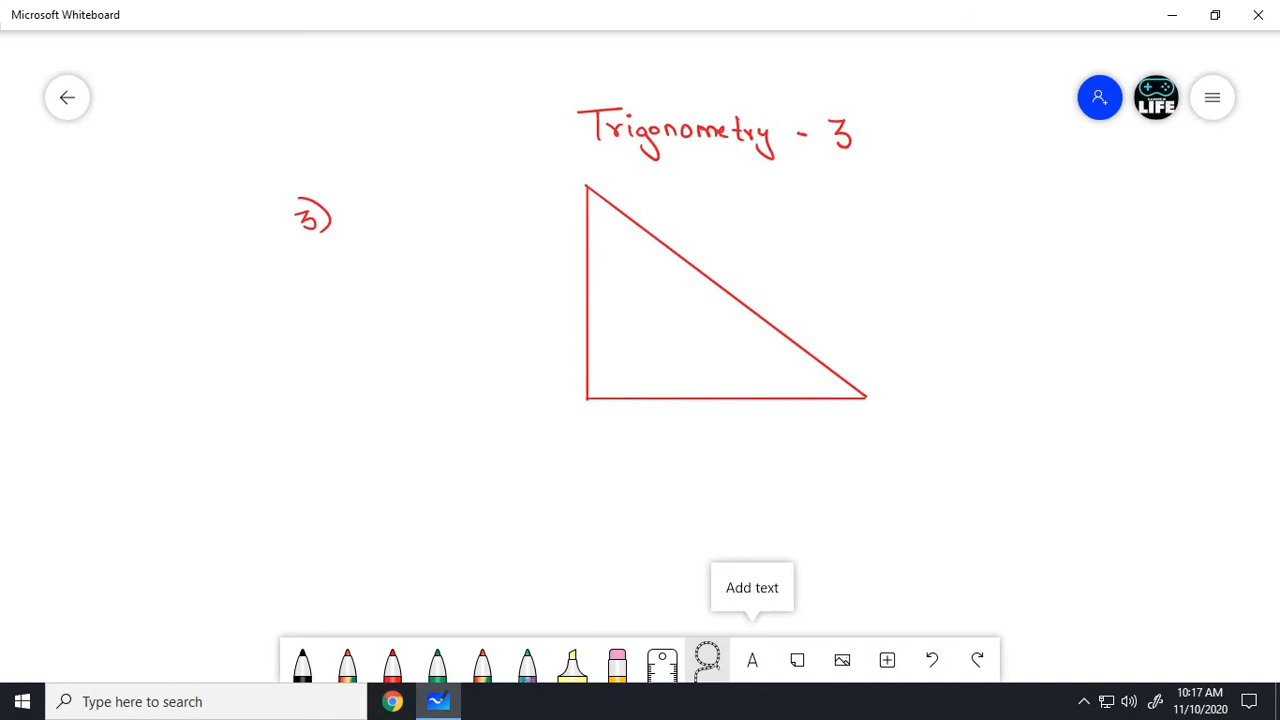 Microsoft Whiteboard
Trigonometry - 3
3)
LIFE
Add text
A
Type here to search
10:17 AM
11/10/2020